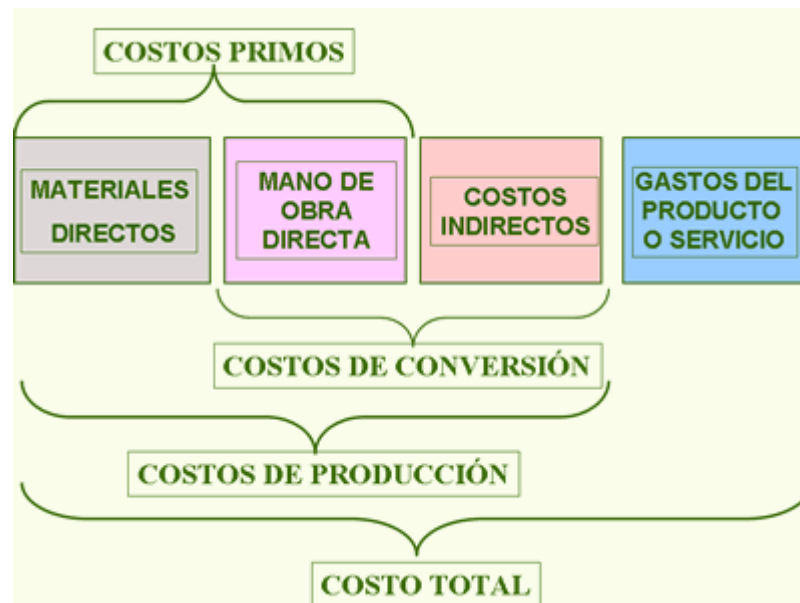 COSTOS PRIMOS
MATERIALES
DIRECTOS
MANO DE
OBRA
DIRECTA
COSTOS
INDIRECTOS
GASTOS DEL
PRODUCTO
O SERVICIO
COSTOS DE CONVERSIÓN
COSTOS DE PRODUCCIÓN
COSTO TOTAL